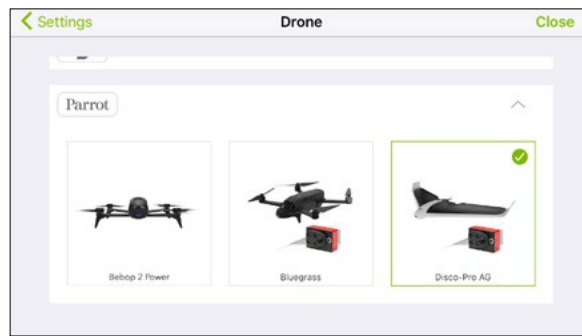 Settings
Drone
Close
Parrot
Bebop 2 Power
Bluegrass
Disco-Pro AG